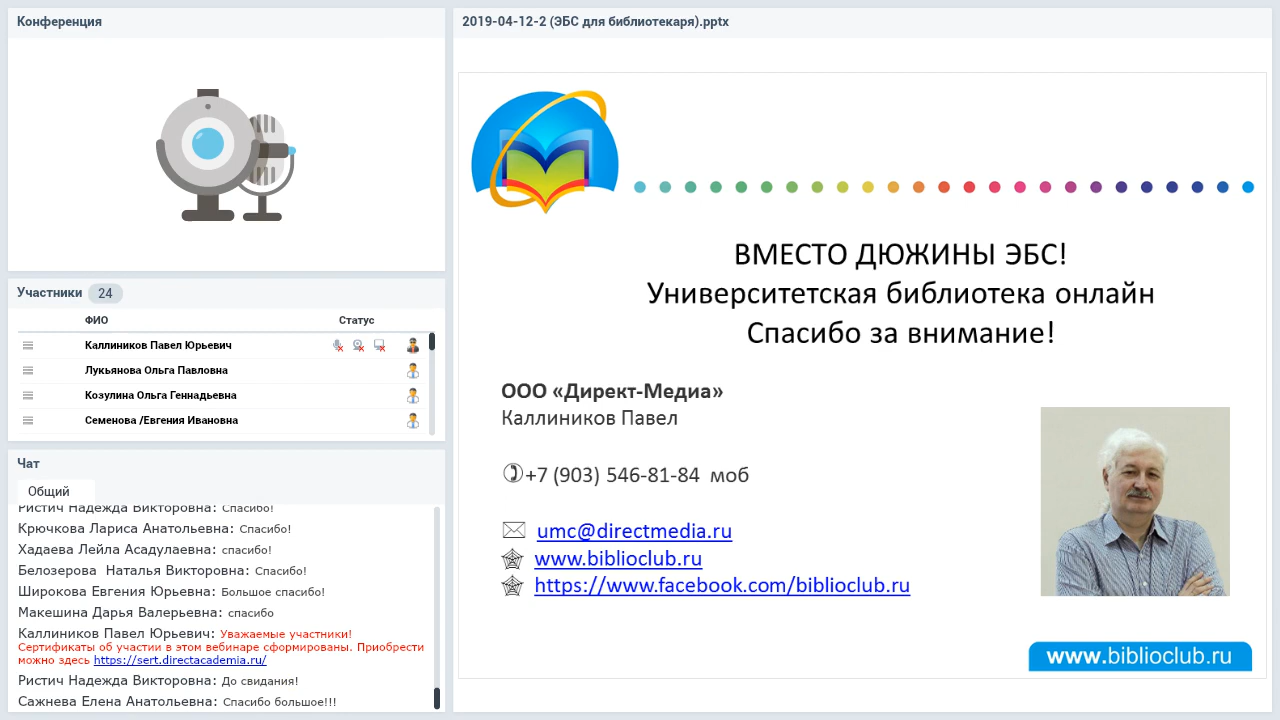 Конференция
Участники 24
ФИО Статус
Каллиников Павел Юрьевич
Лукьянова Ольга Павловна
Козулина Ольга Геннадьевна
Семенова /Евгения Ивановна
Чат
Общий
Ристич Надежда Викторовна: Спасибо!
Крючкова Лариса Анатольевна: Спасибо!
Хадаева Лейла Асадулаевна: спасибо!
Белозерова Наталья Викторовна: Спасибо!
Широкова Евгения Юрьевна: Большое спасибо!
Макешина Дарья Валерьевна: спасибо
Каллиников Павел Юрьевич: Уважаемые участники!
Сертификаты об участии в этом вебинаре сформированы. Приобрести
можно здесь https://sert.directacademia.ru/
Ристич Надежда Викторовна: До свидания!
Сажнева Елена Анатольевна: Спасибо большое!!!
2019-04-12-2 (ЭБС для библиотекаря).pptx
ВМЕСТО ДЮЖИНЫ ЭБС!
Университетская библиотека онлайн
Спасибо за внимание!
ООО «Директ-Медиа»
Каллиников Павел
+7 (903) 546-81-84 моб
umc@directmedia.ru
www.biblioclub.ru
https://www.facebook.com/biblioclub.ru
www.biblioclub.ru